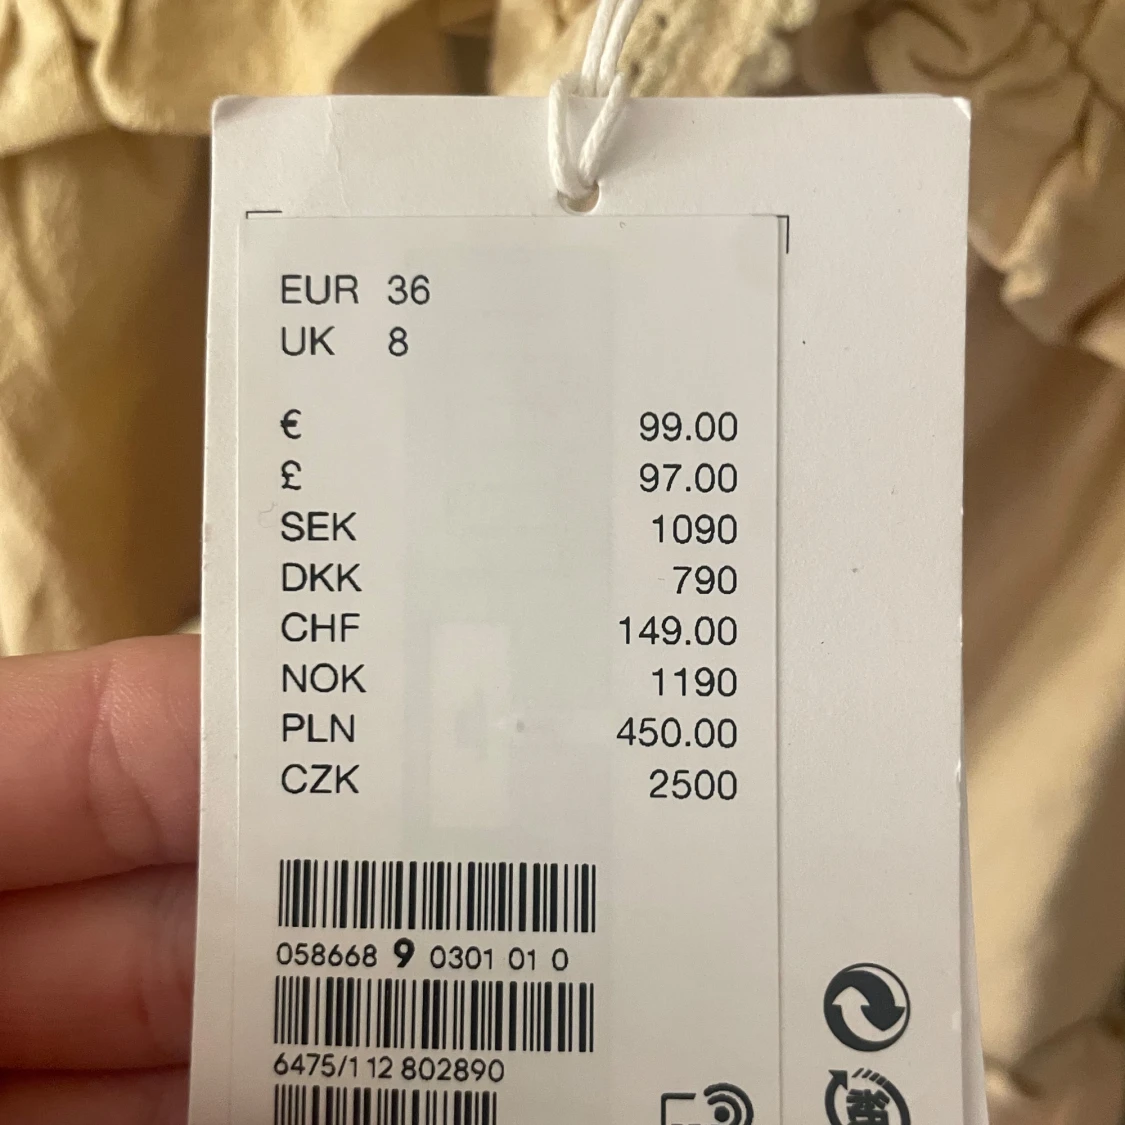 EUR 36
UK 8
€ 99.00
£ 97.00
SEK 1090
DKK 790
CHF 149.00
NOK 1190
PLN 450.00
CZK 2500
058668 9 0301 01 0
6475/1 12 802890